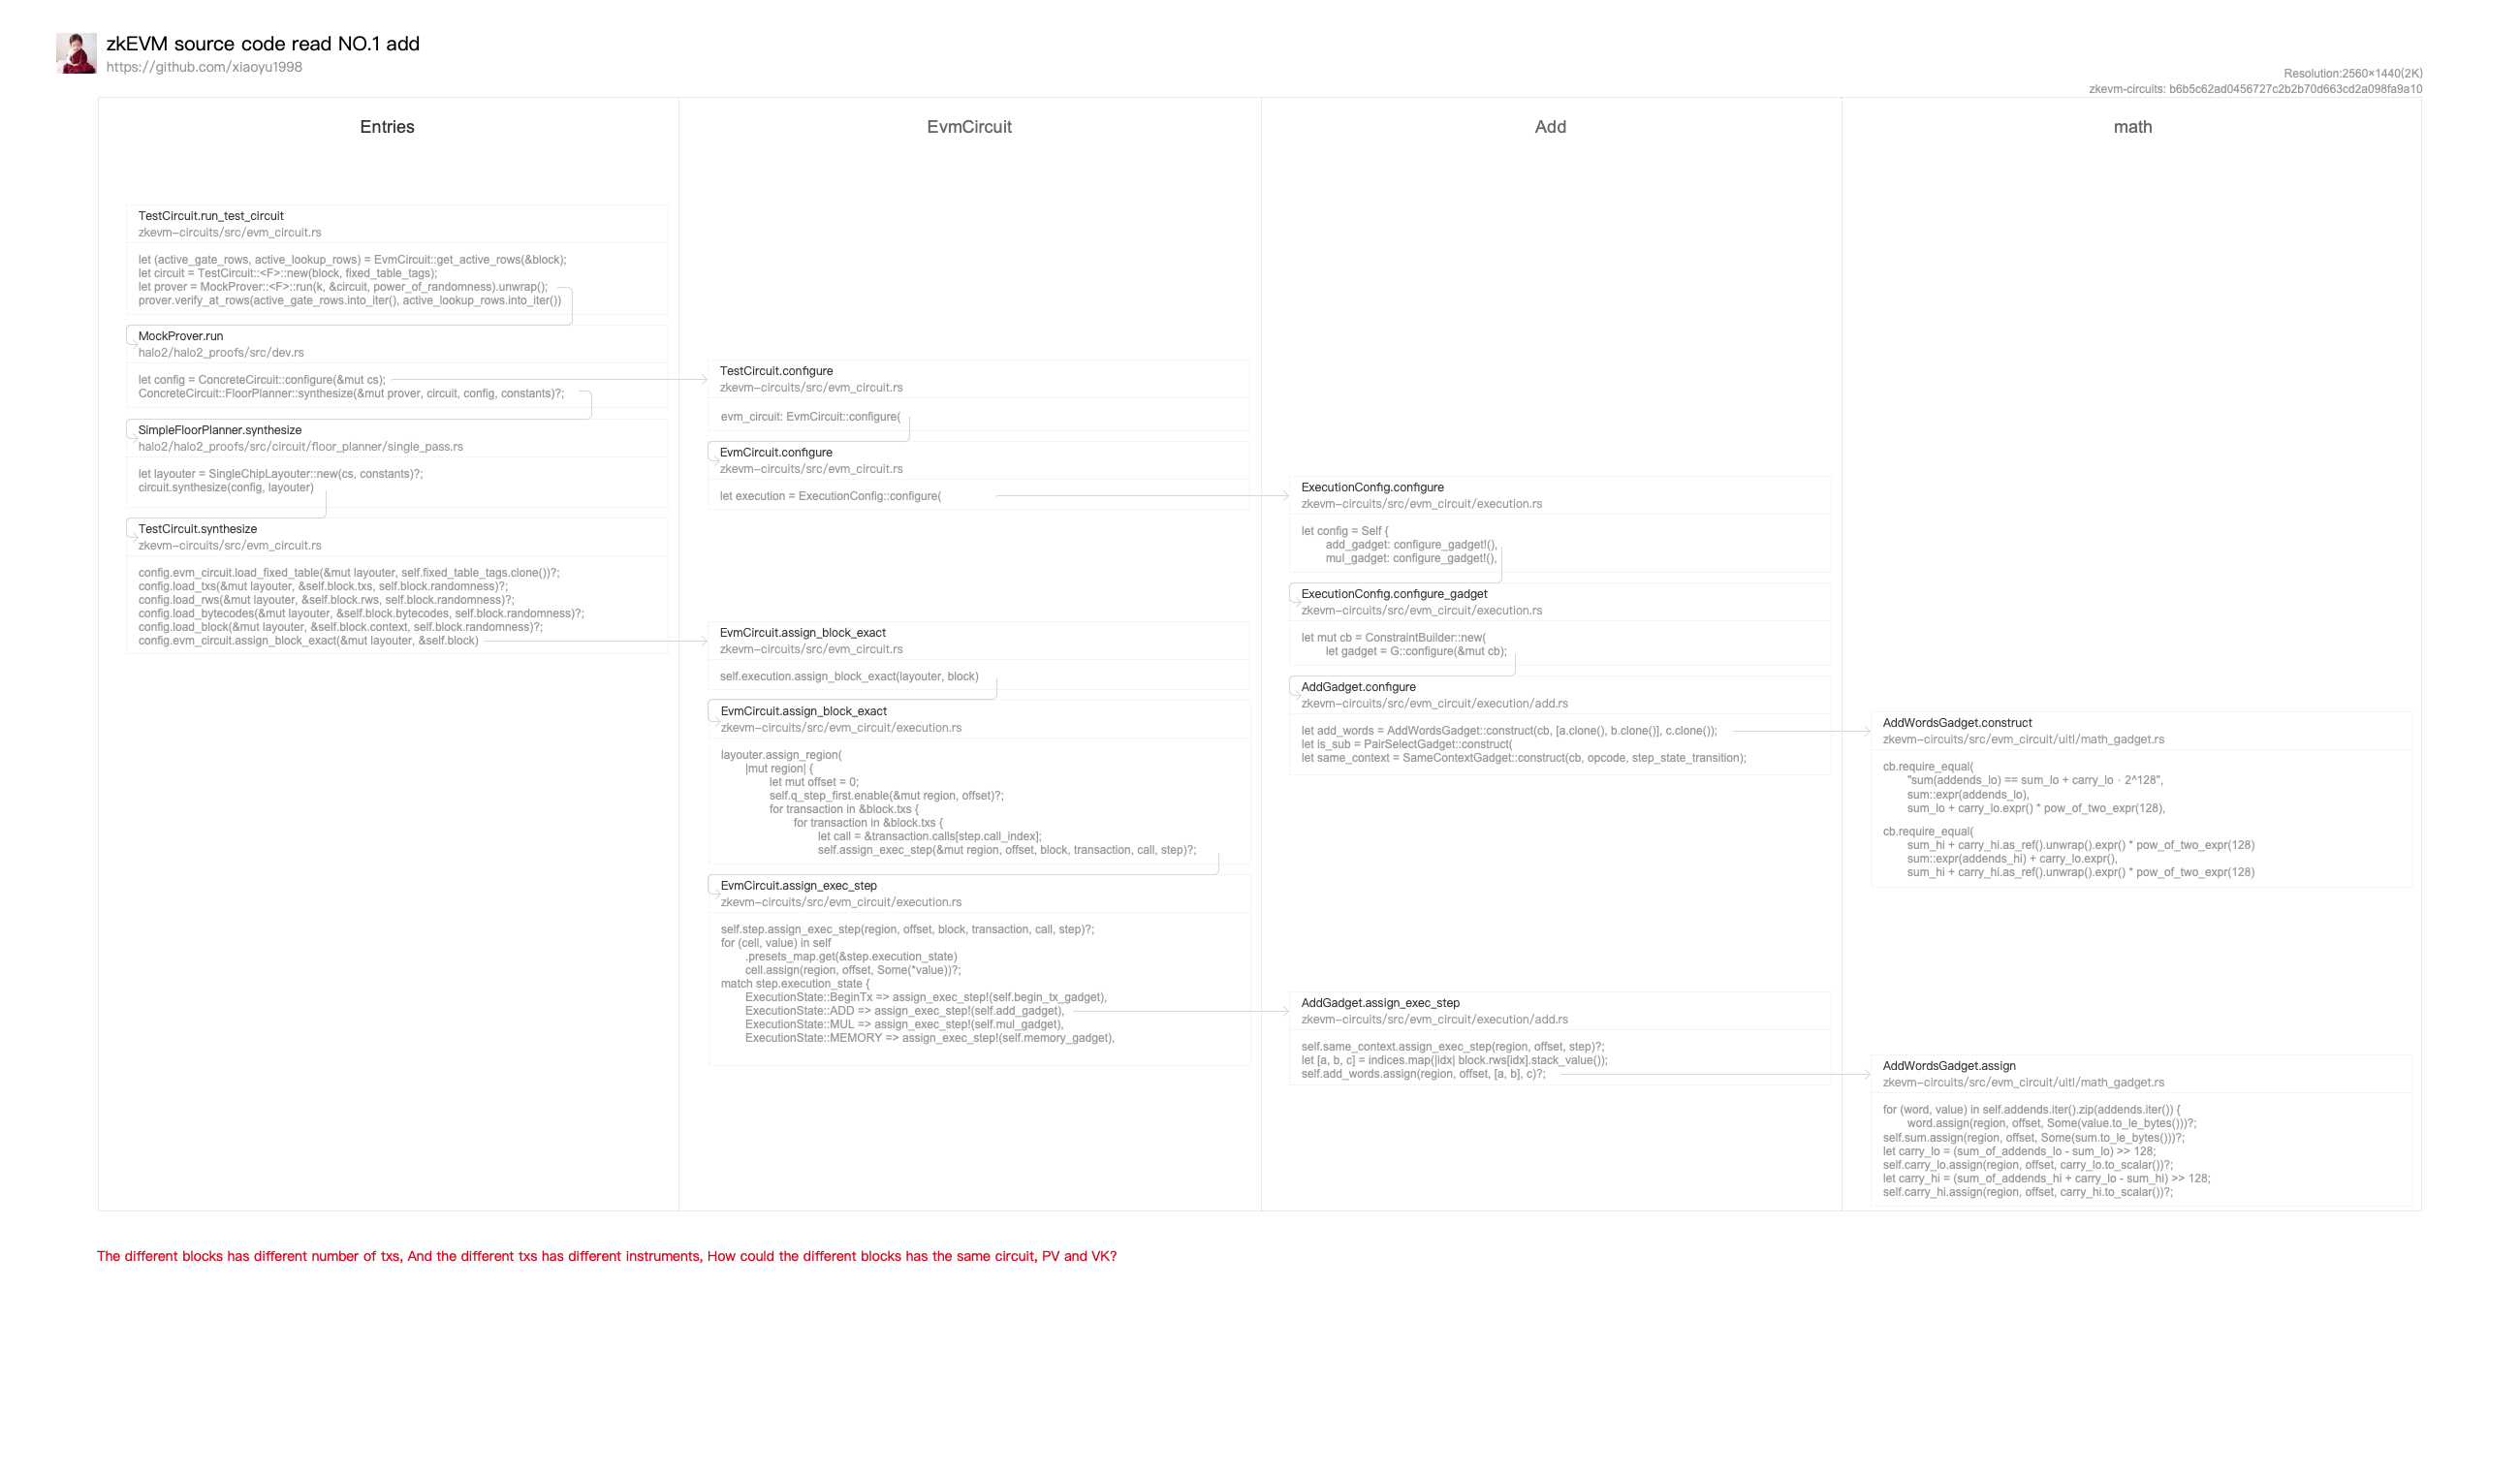 zkEVM source code read NO.1 add
https://github.com/xiaoyu1998
Resolution:2560×1440(2K)
zkevm-circuits: b6b5c62ad0456727c2b2b70d663cd2a098fa9a10
Entries
TestCircuit.run_test_circuit
zkevm-circuits/src/evm_circuit.rs
let (active_gate_rows, active_lookup_rows) = EvmCircuit::get_active_rows(&block);
let circuit = TestCircuit::<F>::new(block, fixed_table_tags);
let prover = MockProver::<F>::run(k, &circuit, power_of_randomness).unwrap();
prover.verify_at_rows(active_gate_rows.into_iter(), active_lookup_rows.into_iter())
MockProver.run
halo2/halo2_proofs/src/dev.rs
let config = ConcreteCircuit::configure(&mut cs);
ConcreteCircuit::FloorPlanner::synthesize(&mut prover, circuit, config, constants)?;
SimpleFloorPlanner.synthesize
halo2/halo2_proofs/src/circuit/floor_planner/single_pass.rs
let layouter = SingleChipLayouter::new(cs, constants)?;
circuit.synthesize(config, layouter)
TestCircuit.synthesize
zkevm-circuits/src/evm_circuit.rs
config.evm_circuit.load_fixed_table(&mut layouter, self.fixed_table_tags.clone())?;
config.load_txs(&mut layouter, &self.block.txs, self.block.randomness)?;
config.load_rws(&mut layouter, &self.block.rws, self.block.randomness)?;
config.load_bytecodes(&mut layouter, &self.block.bytecodes, self.block.randomness)?;
config.load_block(&mut layouter, &self.block.context, self.block.randomness)?;
config.evm_circuit.assign_block_exact(&mut layouter, &self.block)
EvmCircuit
TestCircuit.configure
zkevm-circuits/src/evm_circuit.rs
evm_circuit: EvmCircuit::configure(
EvmCircuit.configure
zkevm-circuits/src/evm_circuit.rs
let execution = ExecutionConfig::configure(
EvmCircuit.assign_block_exact
zkevm-circuits/src/evm_circuit.rs
self.execution.assign_block_exact(layouter, block)
EvmCircuit.assign_block_exact
zkevm-circuits/src/evm_circuit/execution.rs
layouter.assign_region(
|mut region| {
let mut offset = 0;
self.q_step_first.enable(&mut region, offset)?;
for transaction in &block.txs {
for transaction in &block.txs {
let call = &transaction.calls[step.call_index];
self.assign_exec_step(&mut region, offset, block, transaction, call, step)?;
EvmCircuit.assign_exec_step
zkevm-circuits/src/evm_circuit/execution.rs
self.step.assign_exec_step(region, offset, block, transaction, call, step)?;
for (cell, value) in self
.presets_map.get(&step.execution_state)
cell.assign(region, offset, Some(*value))?;
match step.execution_state {
ExecutionState::BeginTx => assign_exec_step!(self.begin_tx_gadget),
ExecutionState::ADD => assign_exec_step!(self.add_gadget),
ExecutionState::MUL => assign_exec_step!(self.mul_gadget),
ExecutionState::MEMORY => assign_exec_step!(self.memory_gadget),
Add
ExecutionConfig.configure
zkevm-circuits/src/evm_circuit/execution.rs
let config = Self {
add_gadget: configure_gadget!(),
mul_gadget: configure_gadget!(),
ExecutionConfig.configure_gadget
zkevm-circuits/src/evm_circuit/execution.rs
let mut cb = ConstraintBuilder::new(
let gadget = G::configure(&mut cb);
AddGadget.configure
zkevm-circuits/src/evm_circuit/execution/add.rs
let add_words = AddWordsGadget::construct(cb, [a.clone(), b.clone()], c.clone());
let is_sub = PairSelectGadget::construct(
let same_context = SameContextGadget::construct(cb, opcode, step_state_transition);
AddGadget.assign_exec_step
zkevm-circuits/src/evm_circuit/execution/add.rs
self.same_context.assign_exec_step(region, offset, step)?;
let [a, b, c] = indices.map(|idx| block.rws[idx].stack_value());
self.add_words.assign(region, offset, [a, b], c)?;
math
AddWordsGadget.construct
zkevm-circuits/src/evm_circuit/uitl/math_gadget.rs
cb.require_equal(
"sum(addends_lo) == sum_lo + carry_lo ⋅ 2^128",
sum::expr(addends_lo),
sum_lo + carry_lo.expr() * pow_of_two_expr(128),
cb.require_equal(
sum_hi + carry_hi.as_ref().unwrap().expr() * pow_of_two_expr(128)
sum::expr(addends_hi) + carry_lo.expr(),
sum_hi + carry_hi.as_ref().unwrap().expr() * pow_of_two_expr(128)
AddWordsGadget.assign
zkevm-circuits/src/evm_circuit/uitl/math_gadget.rs
for (word, value) in self.addends.iter().zip(addends.iter()) {
word.assign(region, offset, Some(value.to_le_bytes()))?;
self.sum.assign(region, offset, Some(sum.to_le_bytes()))?;
let carry_lo = (sum_of_addends_lo - sum_lo) >> 128;
self.carry_lo.assign(region, offset, carry_lo.to_scalar())?;
let carry_hi = (sum_of_addends_hi + carry_lo - sum_hi) >> 128;
self.carry_hi.assign(region, offset, carry_hi.to_scalar())?;
The different blocks has different number of txs, And the different txs has different instruments, How could the different blocks has the same circuit, PV and VK?